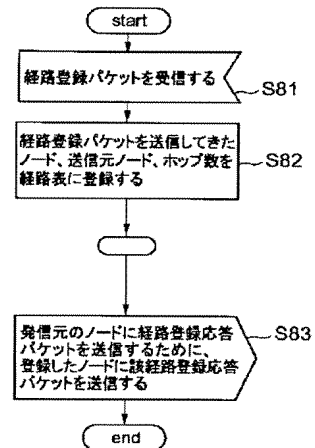 start
経路登録パケットを受信する
S81
経路登録パケットを送信してきた
ノード、送信元ノード、ホップ数を
経路表に登録する
S82
発信元のノードに経路登録応答
パケットを送信するために、
登録したノードに該経路登録応答
パケットを送信する
S83
end